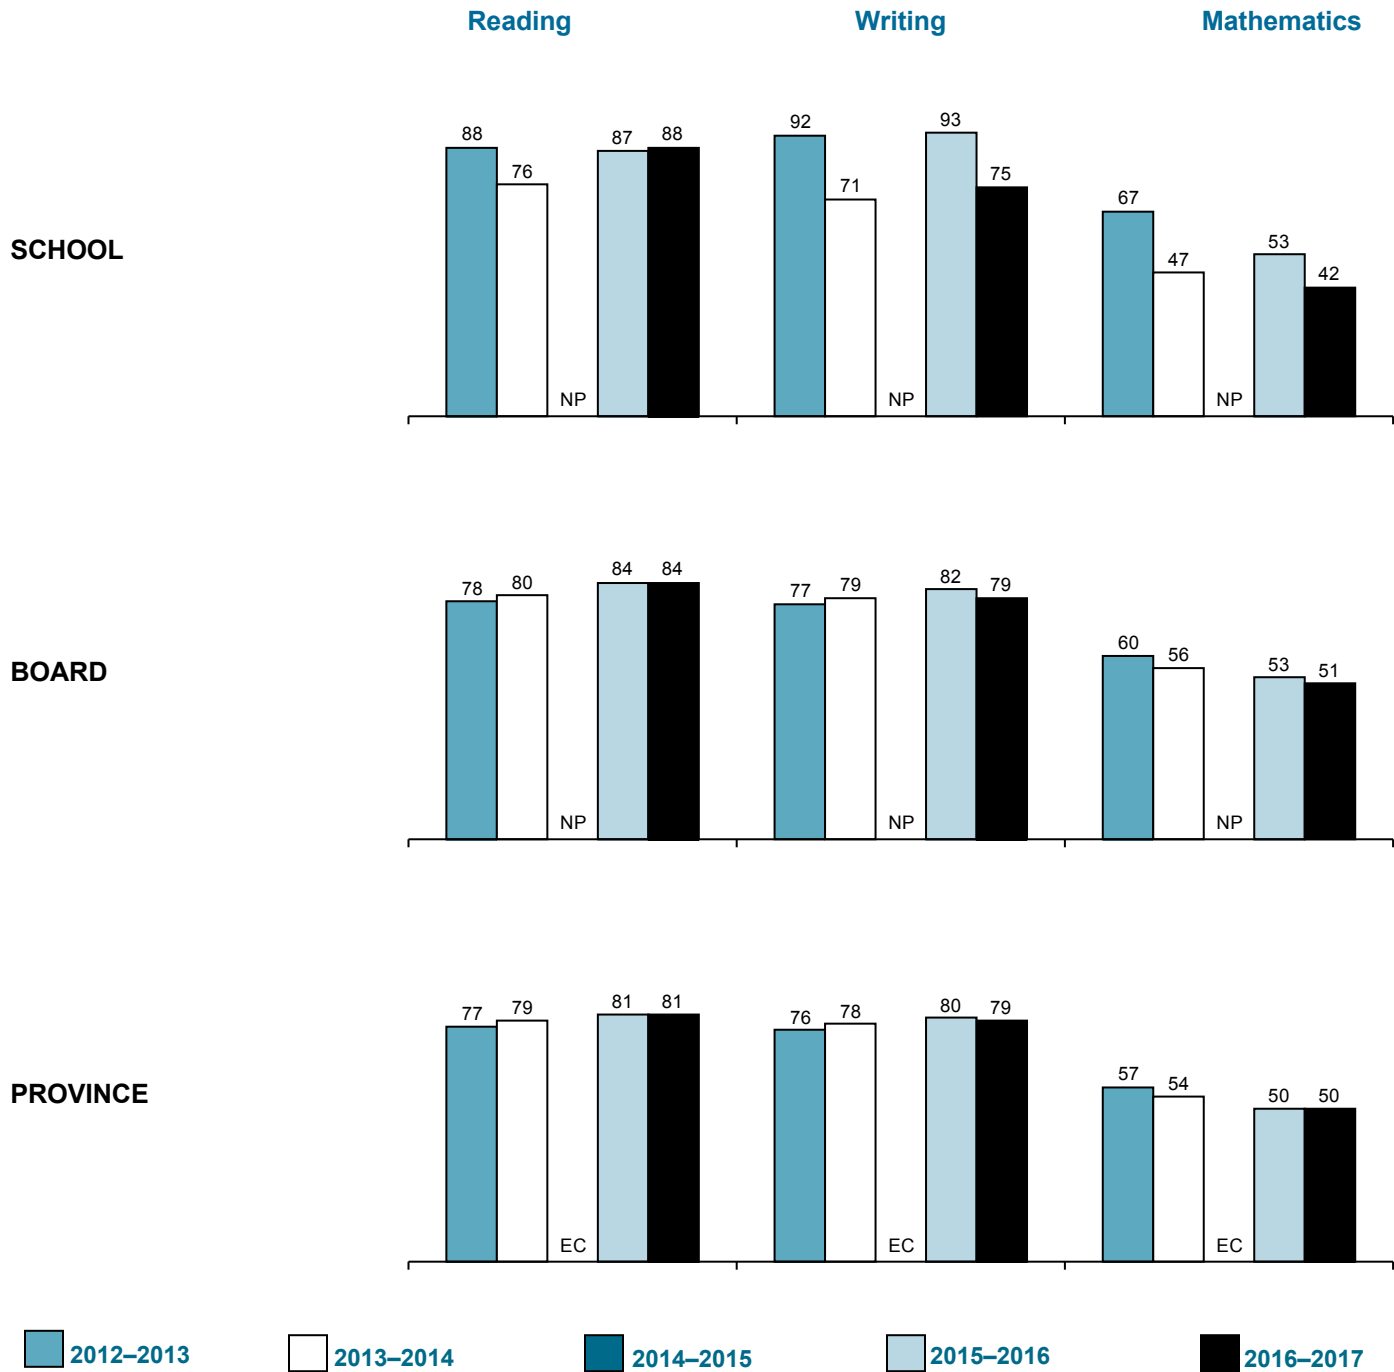 Reading Writing Mathematics
SCHOOL
88 76 NP 87 88 92 71 NP 93 75 67 47 NP 53 42
BOARD
78 80 NP 84 84 77 79 NP 82 79 60 56 NP 53 51
PROVINCE
77 79 EC 81 81 76 78 EC 80 79 57 54 EC 50 50
2012–2013 2013–2014 2014–2015 2015–2016 2016–2017